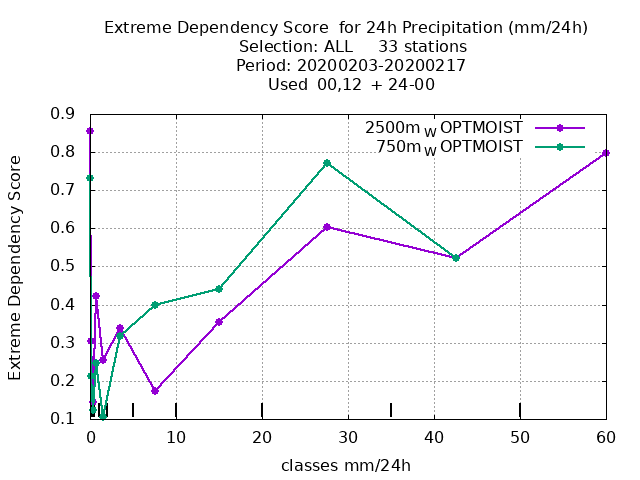 Extreme Dependency Score  for 24h Precipitation (mm/24h)
Selection: ALL     33 stations
Period: 20200203-20200217
Used  00,12  + 24-00
2500m W OPTMOIST
750m W OPTMOIST
0.9
0.8
0.7
0.6
0.5
0.4
0.3
0.2
0.1
Extreme Dependency Score
0 10 20 30 40 50 60
classes mm/24h